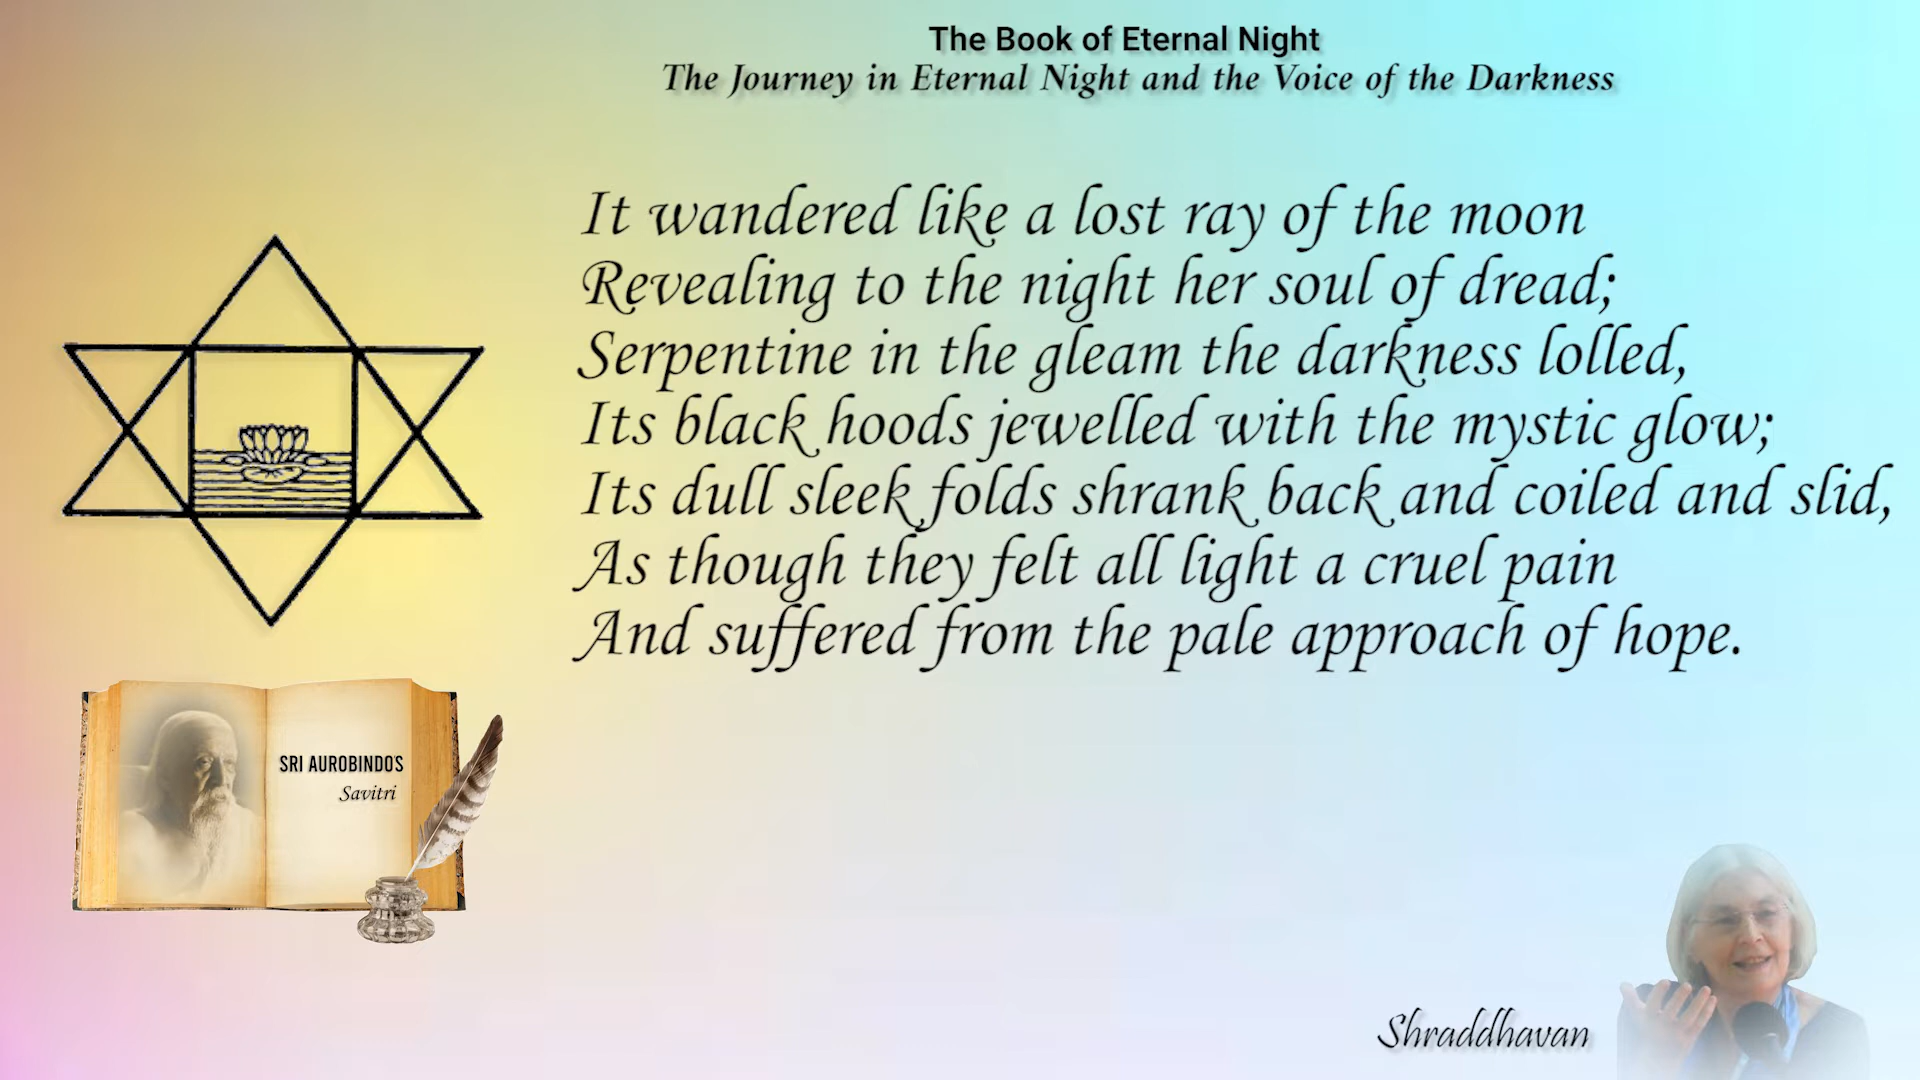 The Book of Eternal Night
The Journey in Eternal Night and the Voice of the Darkness
It wandered like a lost ray of the moon
Revealing to the night her soul of dread;
Serpentine in the gleam the darkness lolled,
Its black hoods jewelled with the mystic glow;
Its dull sleek folds shrank back and coiled and slid,
As though they felt all light a cruel pain
And suffered from the pale approach of hope.
SRI AUROBINDO'S
Savitri
Shraddhavan